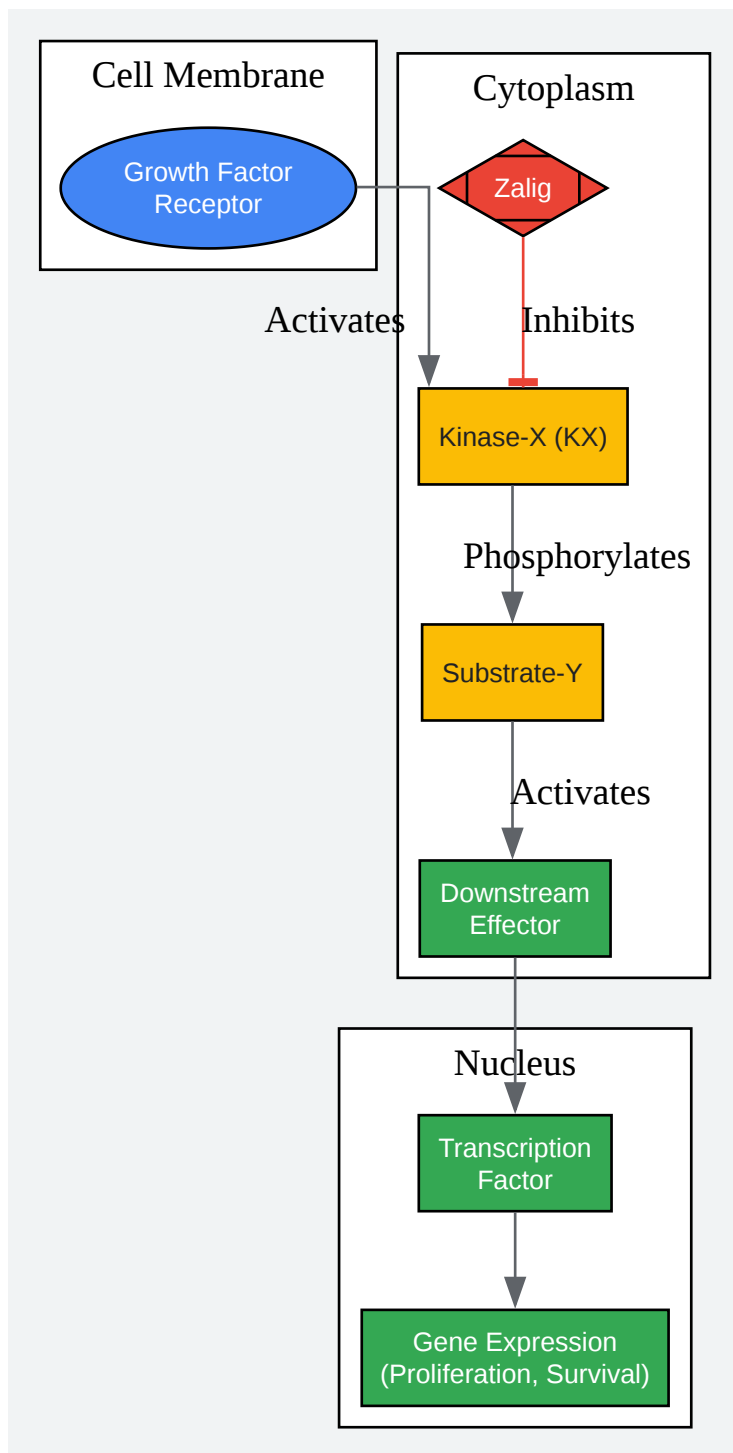 Cell Membrane
Growth Factor
Receptor
Cytoplasm
Zalig
Activates
Inhibits
Kinase-X (KX)
Phosphorylates
Substrate-Y
Activates
Downstream
Effector
Nucleus
Transcription
Factor
Gene Expression
(Proliferation, Survival)